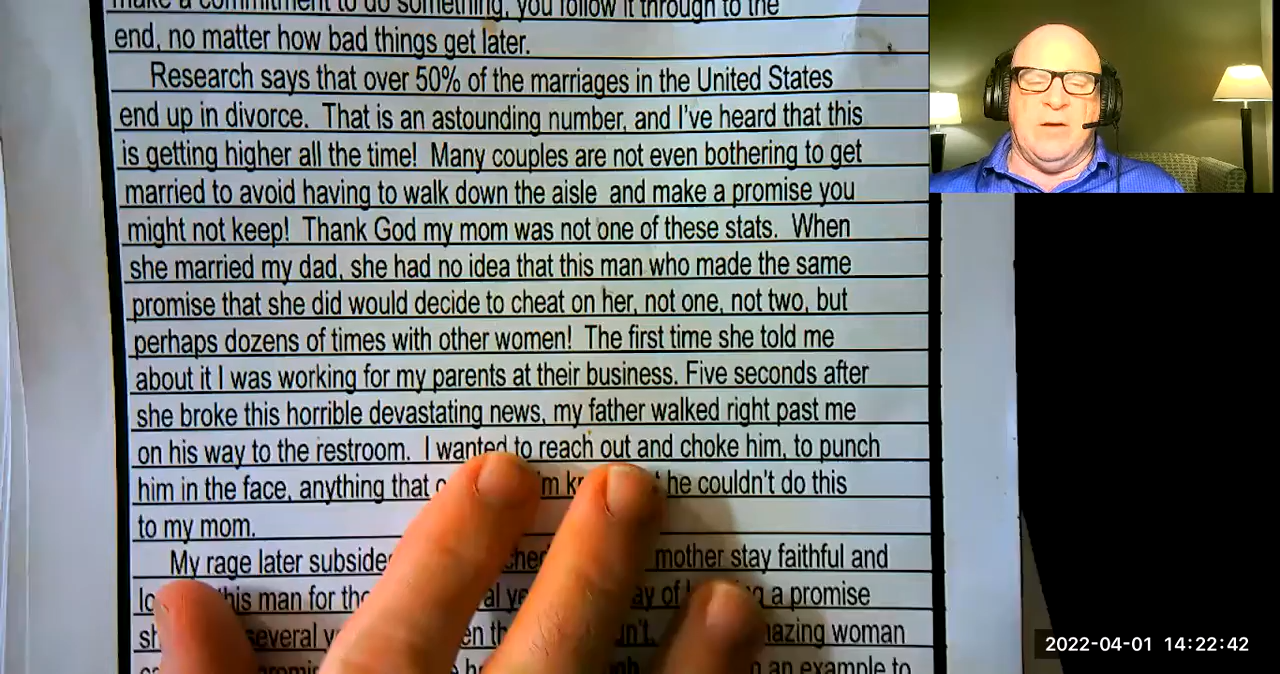 make a commitment to do something, you follow it through to the
end, no matter how bad things get later.
Research says that over 50% of the marriages in the United States
end up in divorce. That is an astounding number, and I've heard that this
is getting higher all the time! Many couples are not even bothering to get
married to avoid having to walk down the aisle and make a promise you
might not keep! Thank God my mom was not one of these stats. When
she married my dad, she had no idea that this man who made the same
promise that she did would decide to cheat on her, not one, not two, but
perhaps dozens of times with other women! The first time she told me
about it I was working for my parents at their business. Five seconds after
she broke this horrible devastating news, my father walked right past me
on his way to the restroom. I wanted to reach out and choke him, to punch
him in the face, anything that he couldn't do this
to my mom.
My rage later mother stay faithful and
this man for a promise
several woman
an example to
2022-04-01 14:22:42